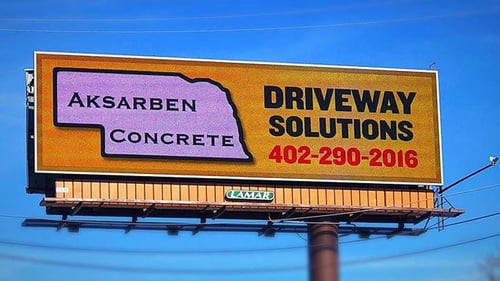 AKSARBEN
CONCRETE
DRIVEWAY
SOLUTIONS
402-290-2016
LAMAR